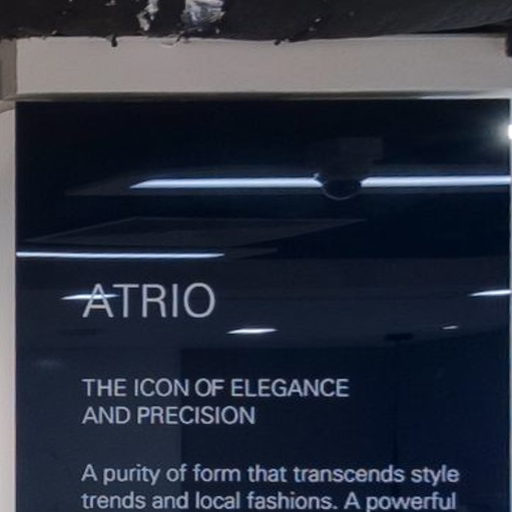 ATRIO
THE ICON OF ELEGANCE
AND PRECISION
A purity of form that transcends style
trends and local fashions. A powerful